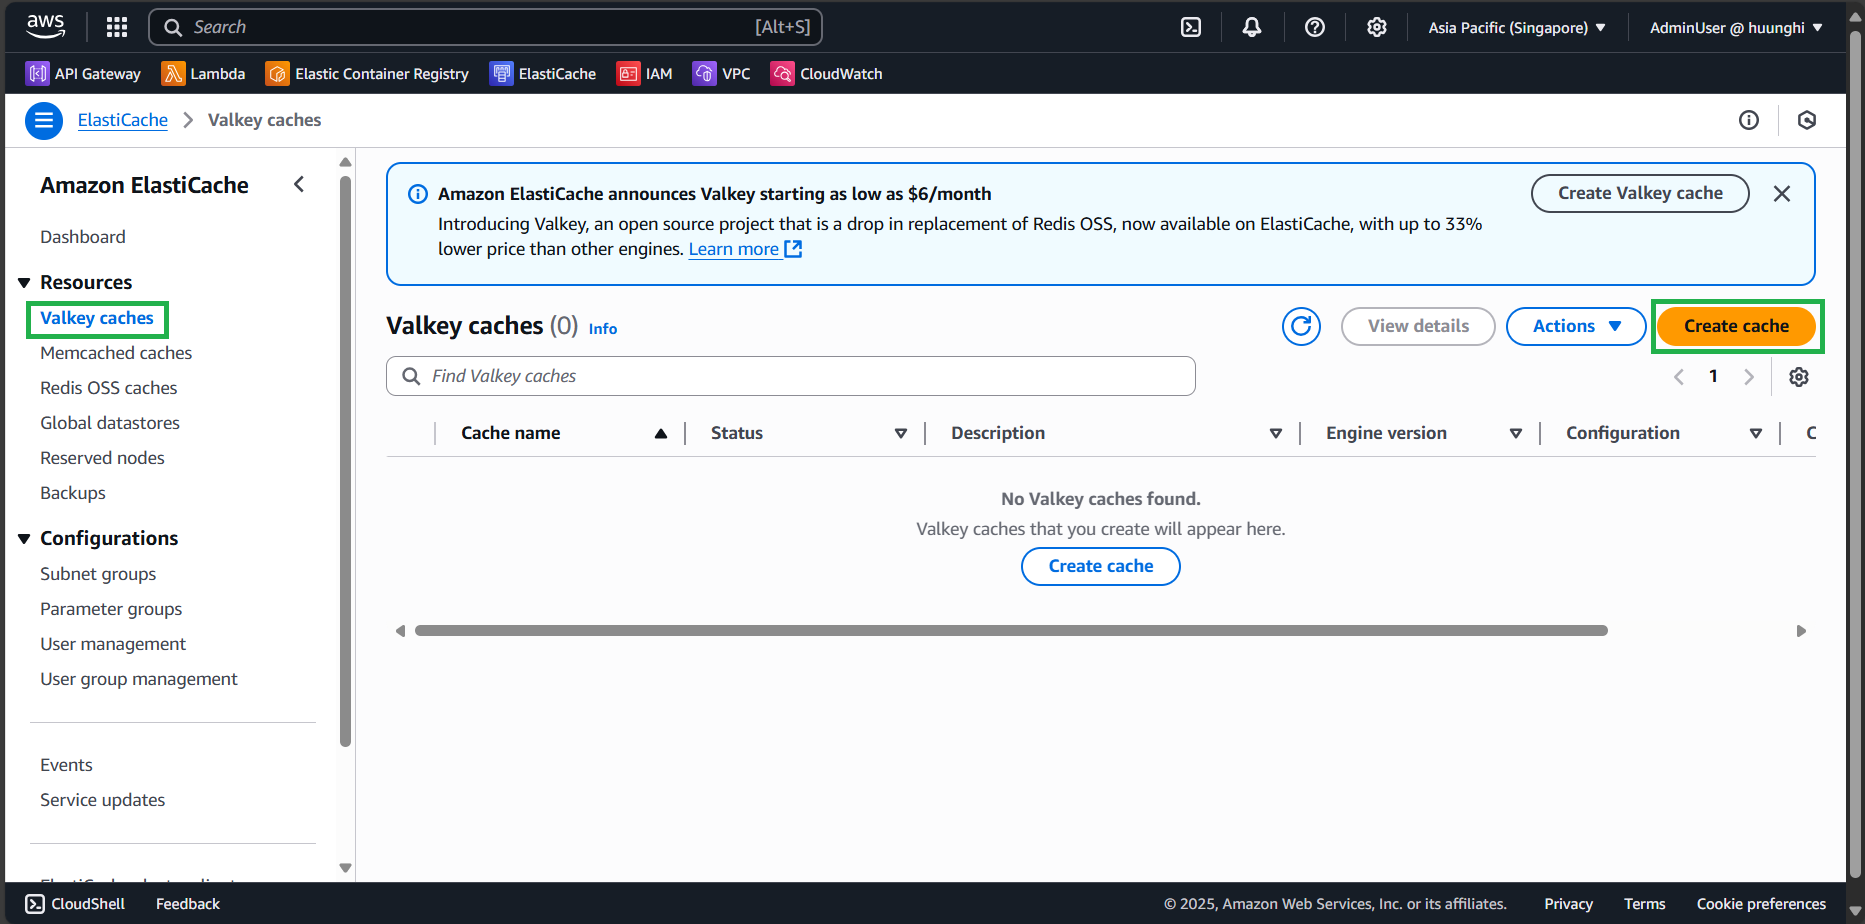 aws
Search [Alt+S]
Asia Pacific (Singapore)
AdminUser @ huunghi
API Gateway Lambda Elastic Container Registry ElastiCache IAM VPC CloudWatch
ElastiCache > Valkey caches
Amazon ElastiCache
Dashboard
Resources
Valkey caches
Memcached caches
Redis OSS caches
Global datastores
Reserved nodes
Backups
Configurations
Subnet groups
Parameter groups
User management
User group management
Events
Service updates
Amazon ElastiCache announces Valkey starting as low as $6/month
Introducing Valkey, an open source project that is a drop in replacement of Redis OSS, now available on ElastiCache, with up to 33%
lower price than other engines. Learn more
Create Valkey cache
Valkey caches (0) Info
View details
Actions
Create cache
Find Valkey caches
1
Cache name Status Description Engine version Configuration C
No Valkey caches found.
Valkey caches that you create will appear here.
Create cache
CloudShell Feedback
© 2025, Amazon Web Services, Inc. or its affiliates. Privacy Terms Cookie preferences